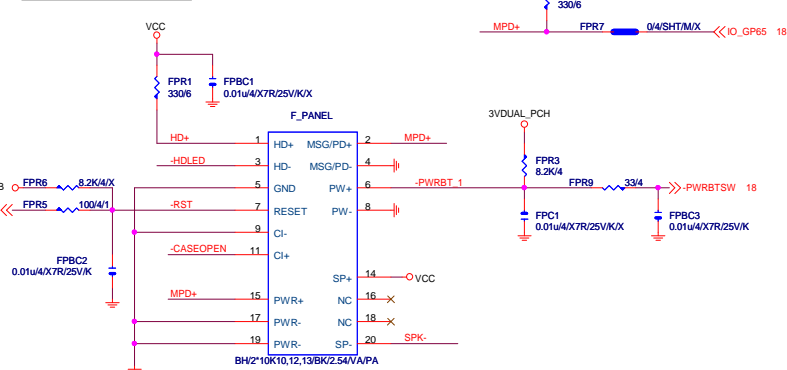 330/6
MPD+ FPR7 0/4/SHT/M/X IO_GP65 18
VCC
FPR1
330/6
FPBC1
0.01u/4/X7R/25V/K/X
F_PANEL
3VDUAL_PCH
HD+ 1 HD+ MSG/PD+ 2 MPD+
-HDLED 3 HD- MSG/PD- 4
FPR3
8.2K/4
B FPR6 8.2K/4/X 5 GND PW+ 6 -PWRBT_1 FPR9 33/4 -PWRBTSW 18
FPR5 100/4/1 -RST 7 RESET PW- 8
FPC1
0.01u/4/X7R/25V/K/X
FPBC3
0.01u/4/X7R/25V/K
9 CI-
-CASEOPEN 11 CI+
FPBC2
0.01u/4/X7R/25V/K
SP+ 14 VCC
MPD+ 15 PWR+ NC 16
17 PWR- NC 18
19 PWR- SP- 20 SPK-
BH/2*10K10,12,13/BK/2.54/VA/PA